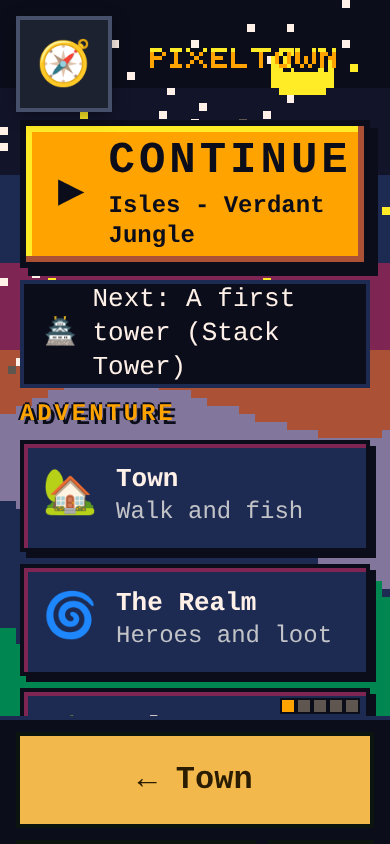 PIXELTOWN
CONTINUE
Isles - Verdant
Jungle
Next: A first
tower (Stack
Tower)
ADVENTURE
Town
Walk and fish
The Realm
Heroes and loot
← Town